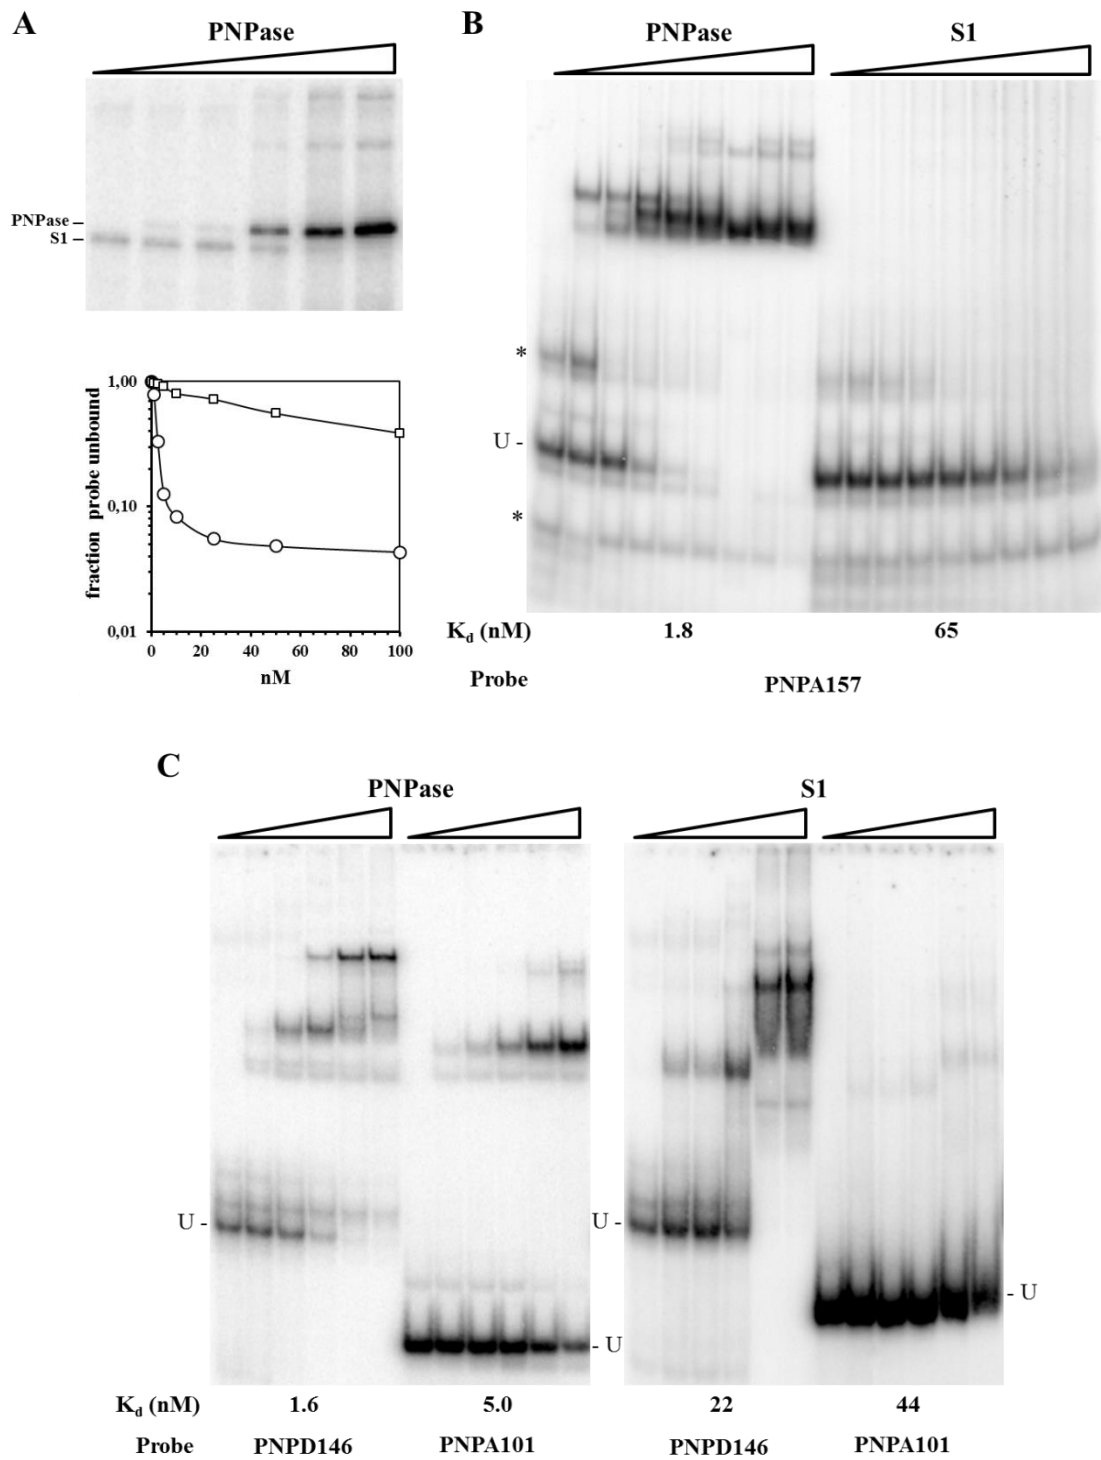 A
PNPase
PNPase
S1
1,00
0,10
0,01
fraction probe unbound
0 20 40 60 80 100
nM
B
PNPase S1
*
U -
*
K_d (nM) 1.8 65
Probe PNPA157
C
PNPase S1
U - - U U - - U
K_d (nM) 1.6 5.0 22 44
Probe PNPD146 PNPA101 PNPD146 PNPA101